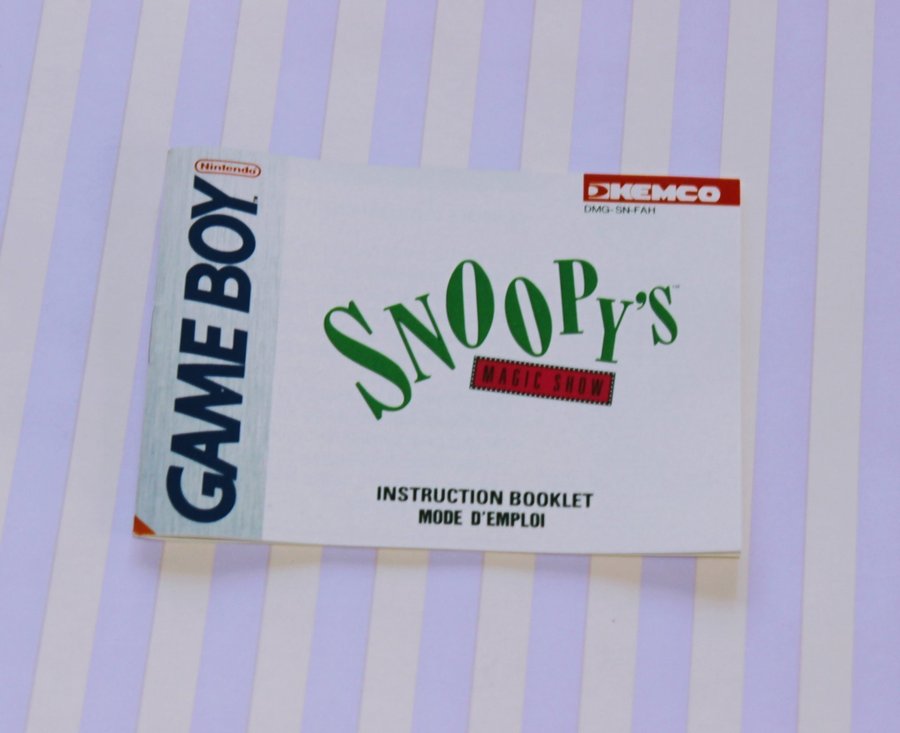 Nintendo
GAME BOY
KEMCO
DMG-SN-FAH
SNOOPY'S
MAGIC SHOW
INSTRUCTION BOOKLET
MODE D'EMPLOI